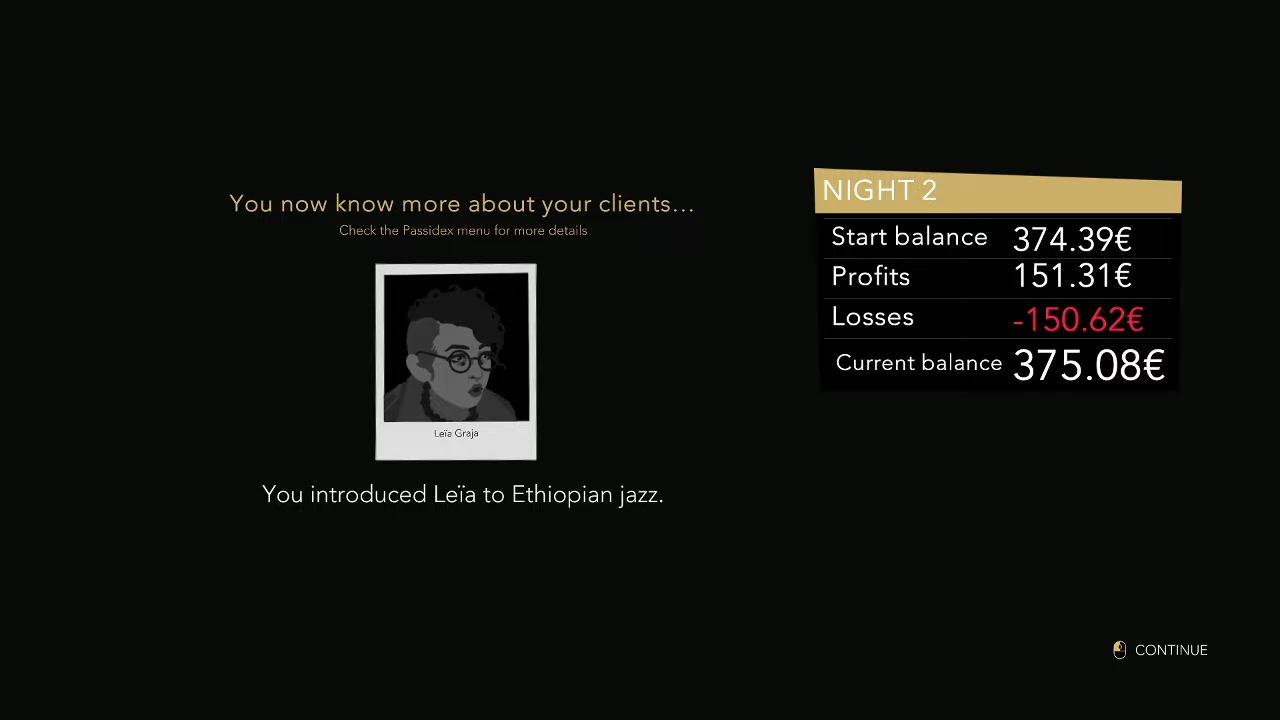 You now know more about your clients...
Check the Passidex menu for more details
Leïa Graja
You introduced Leïa to Ethiopian jazz.
NIGHT 2
Start balance 374.39€
Profits 151.31€
Losses -150.62€
Current balance 375.08€
CONTINUE